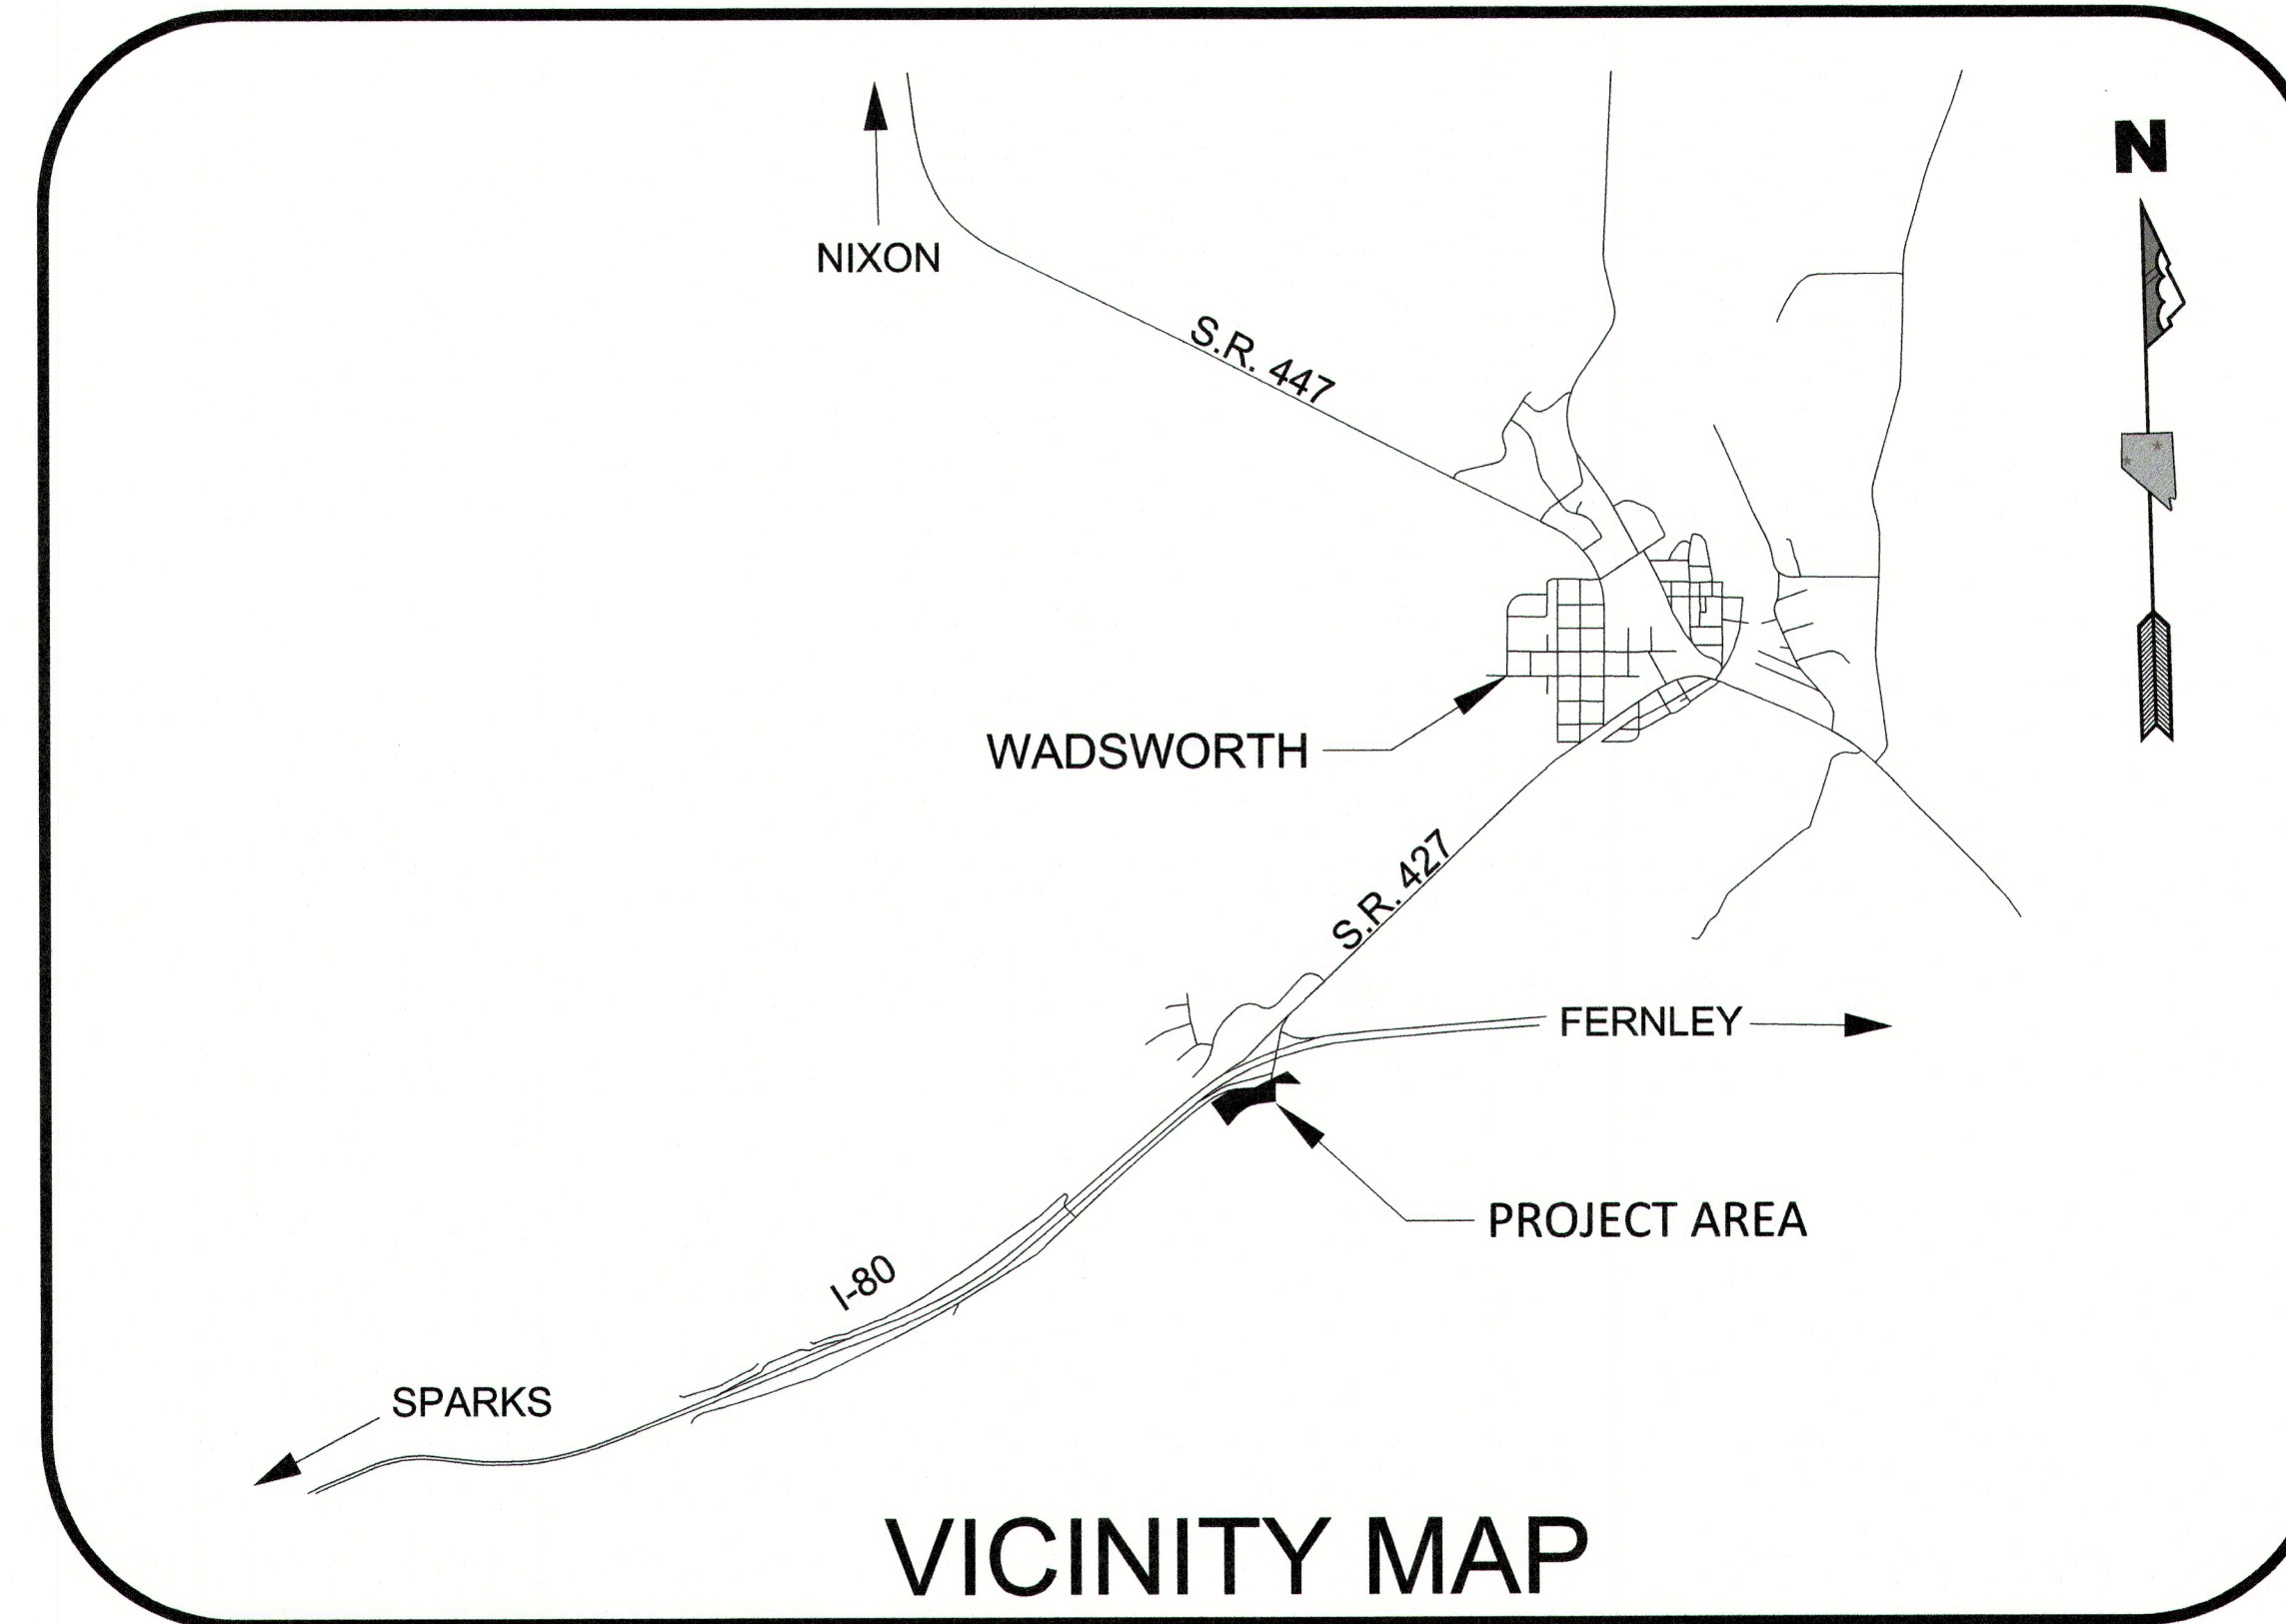 N
NIXON
S.R. 447
WADSWORTH
S.R. 427
FERNLEY
PROJECT AREA
I-80
SPARKS
VICINITY MAP